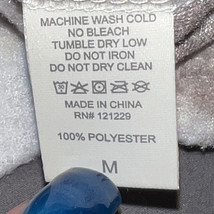 MACHINE WASH COLD
NO BLEACH
TUMBLE DRY LOW
DO NOT IRON
DO NOT DRY CLEAN
MADE IN CHINA
RN# 121229
100% POLYESTER
M